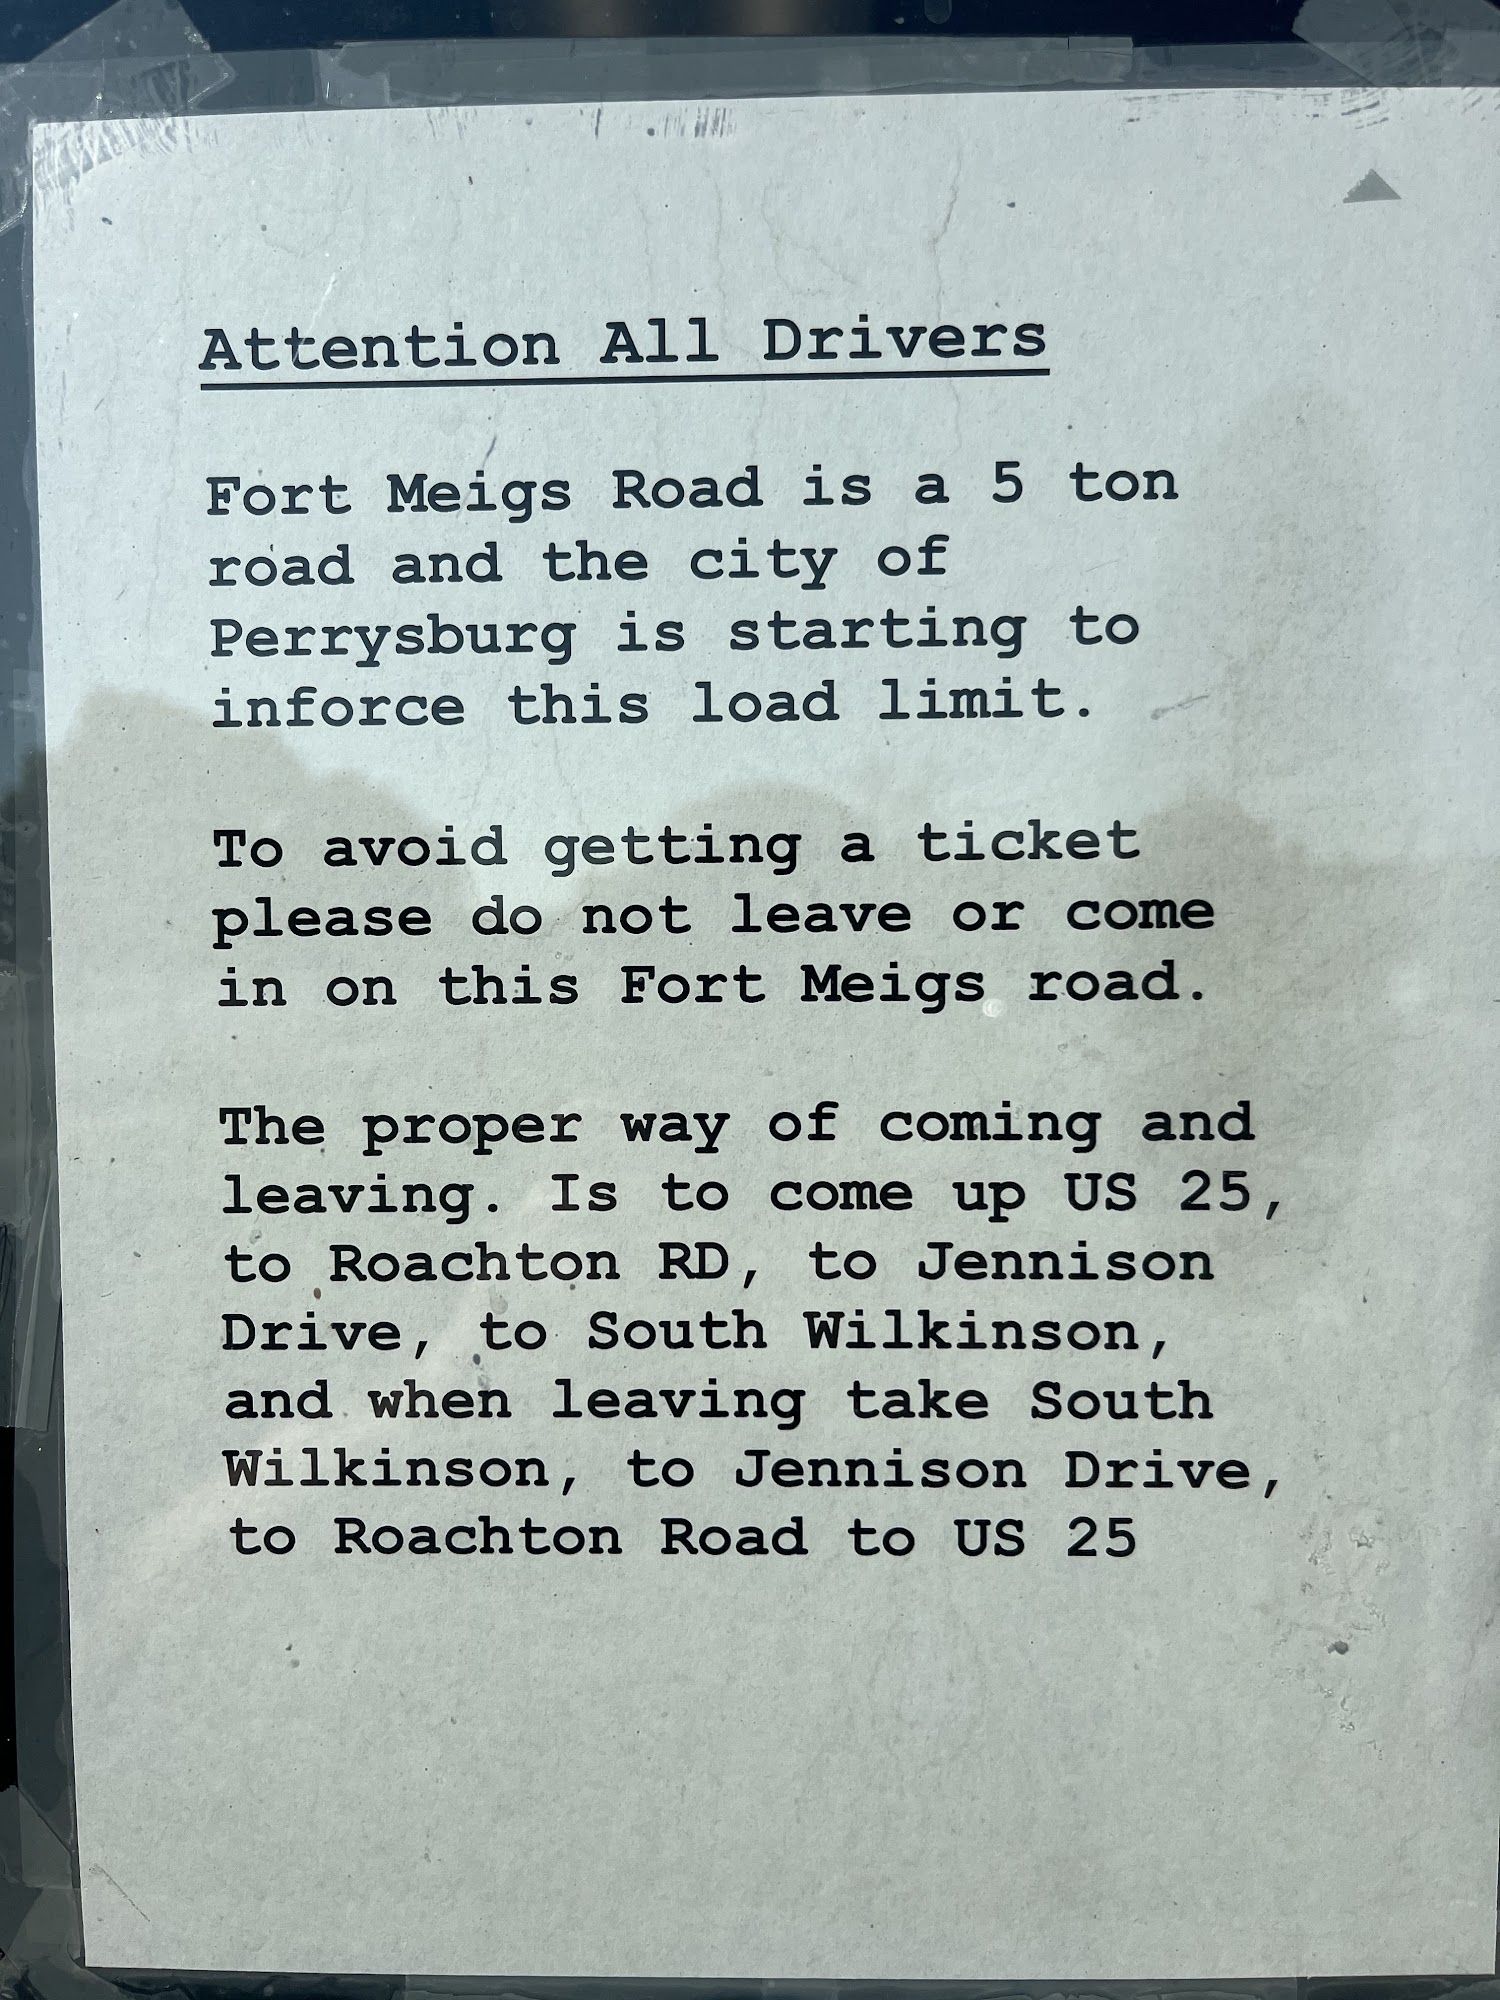 Attention All Drivers
Fort Meigs Road is a 5 ton
road and the city of
Perrysburg is starting to
inforce this load limit.
To avoid getting a ticket
please do not leave or come
in on this Fort Meigs road.
The proper way of coming and
leaving. Is to come up US 25,
to Roachton RD, to Jennison
Drive, to South Wilkinson,
and when leaving take South
Wilkinson, to Jennison Drive,
to Roachton Road to US 25